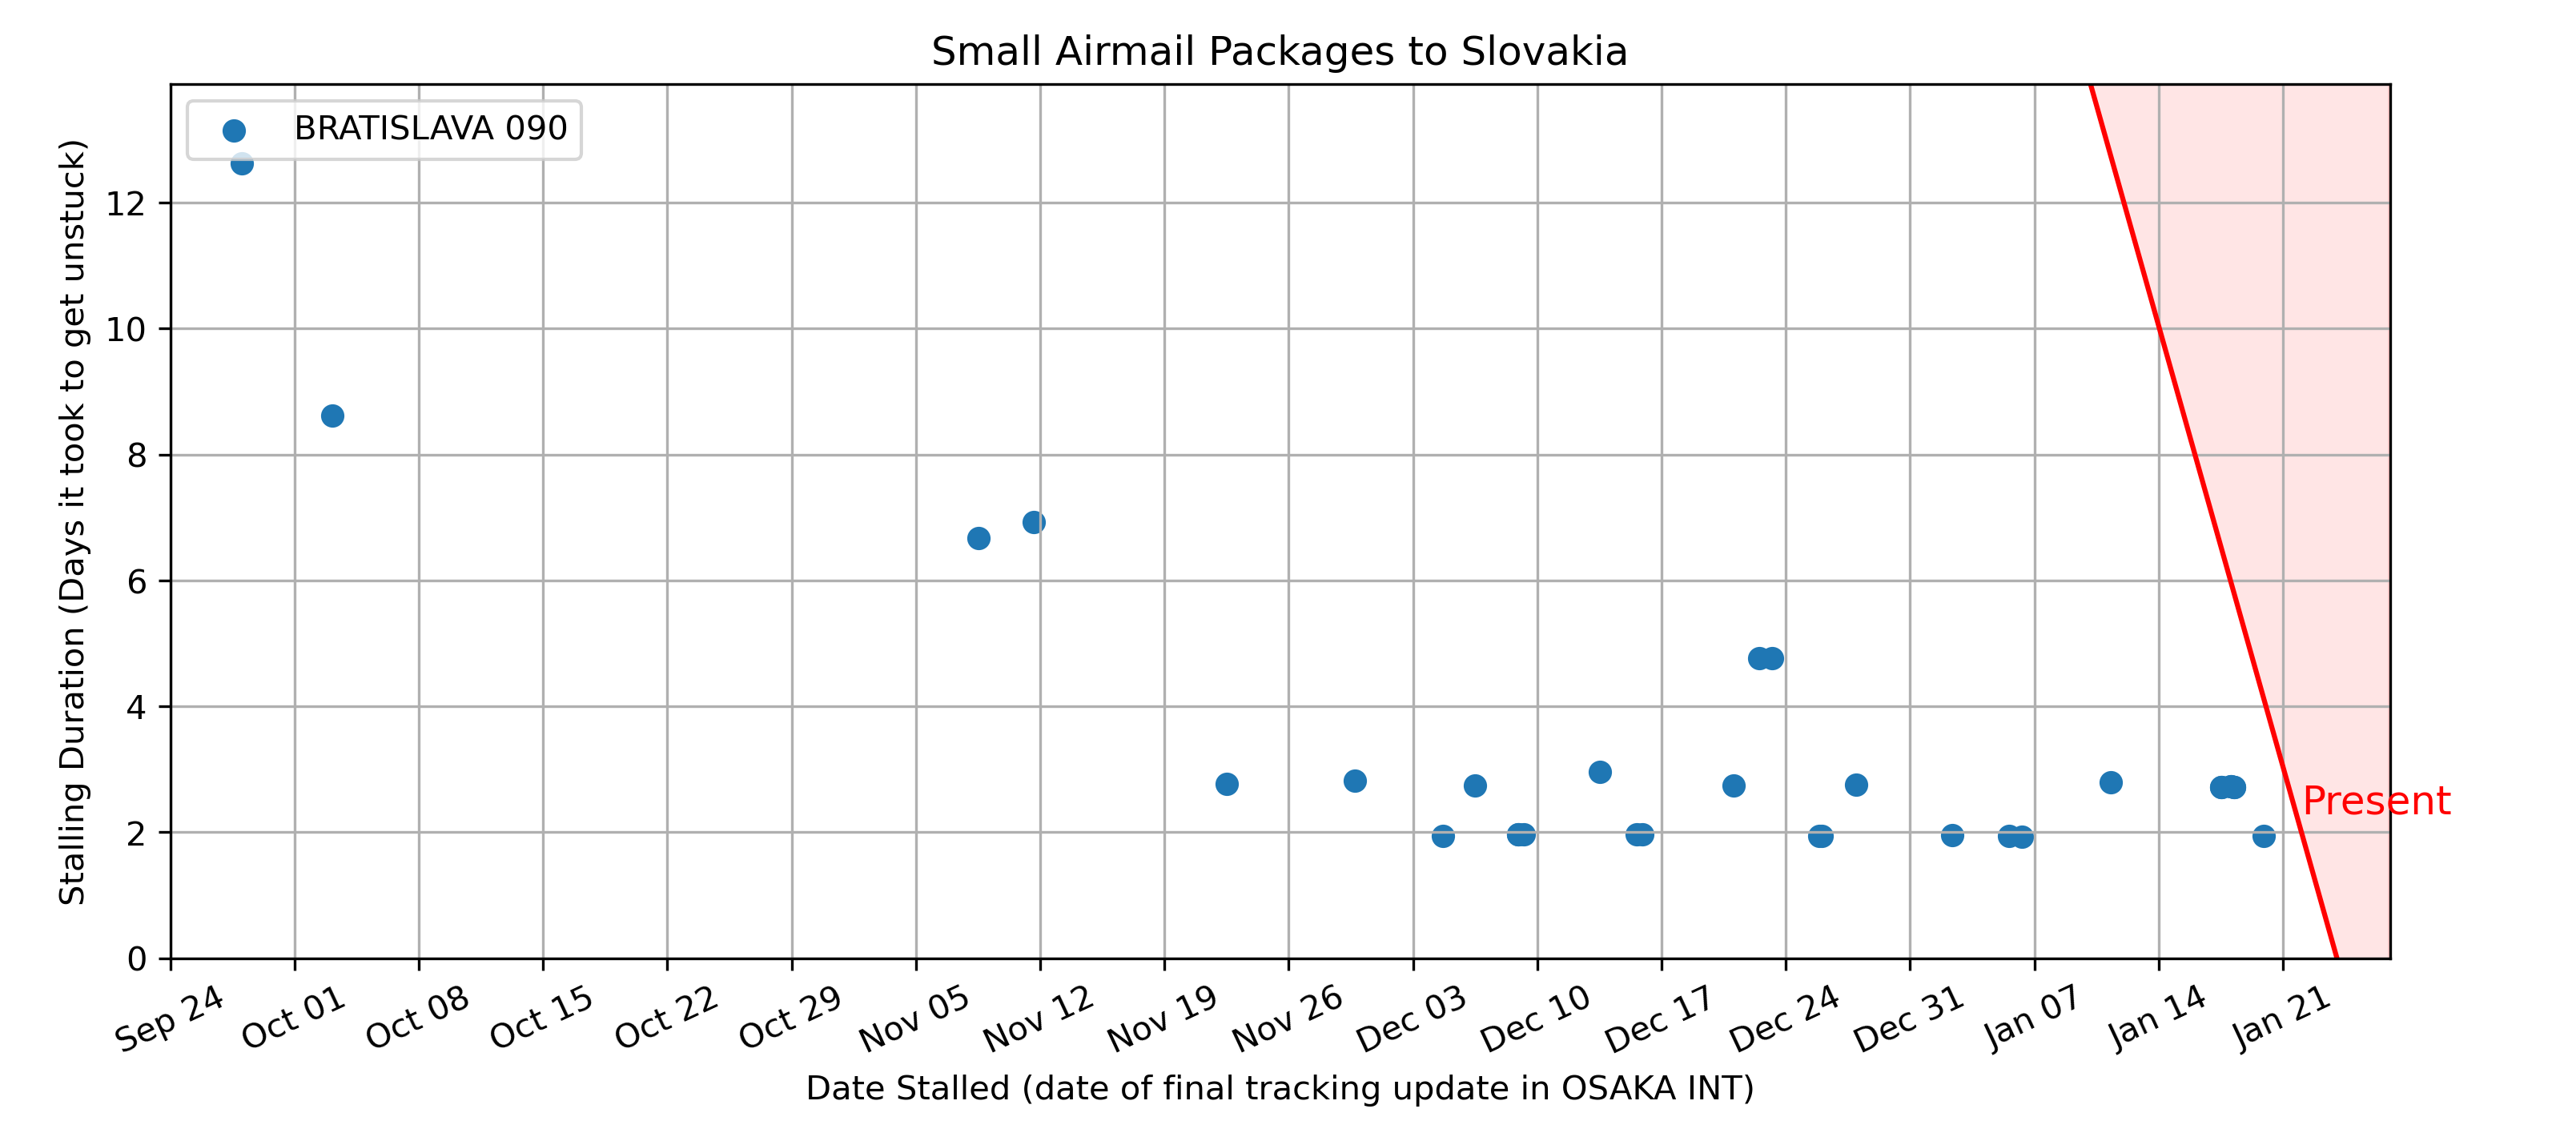 Small Airmail Packages to Slovakia
BRATISLAVA 090
Stalling Duration (Days it took to get unstuck)
12
10
8
6
4
2
0
Present
Sep 24
Oct 01
Oct 08
Oct 15
Oct 22
Oct 29
Nov 05
Nov 12
Nov 19
Nov 26
Dec 03
Dec 10
Dec 17
Dec 24
Dec 31
Jan 07
Jan 14
Jan 21
Date Stalled (date of final tracking update in OSAKA INT)